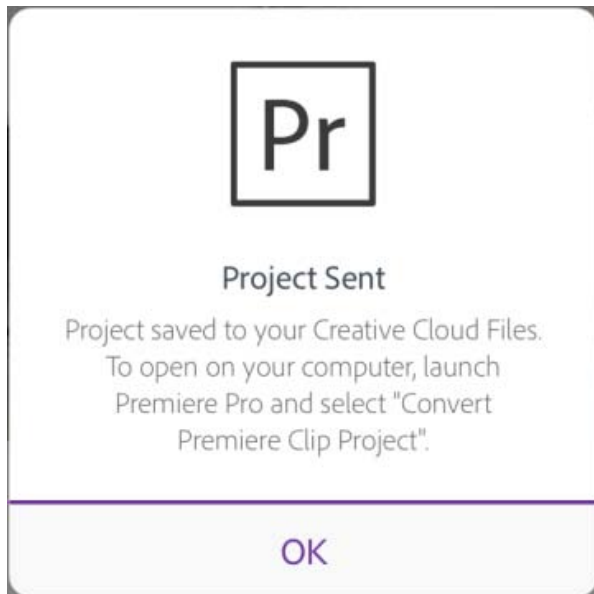 Pr
Project Sent
Project saved to your Creative Cloud Files.
To open on your computer, launch
Premiere Pro and select "Convert
Premiere Clip Project".
OK